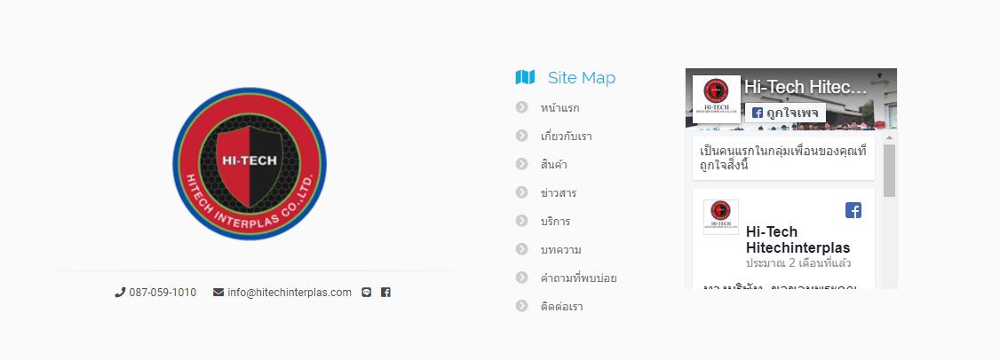 HI-TECH
HITECH INTERPLAS CO.,LTD.
087-059-1010 info@hitechinterplas.com
Site Map
หน้าแรก
เกี่ยวกับเรา
สินค้า
ข่าวสาร
บริการ
บทความ
คำถามที่พบบ่อย
ติดต่อเรา
Hi-Tech Hitec...
ถูกใจเพจ
เป็นคนแรกในกลุ่มเพื่อนของคุณที่
ถูกใจสิ่งนี้
Hi-Tech
Hitechinterplas
ประมาณ 2 เดือนที่แล้ว